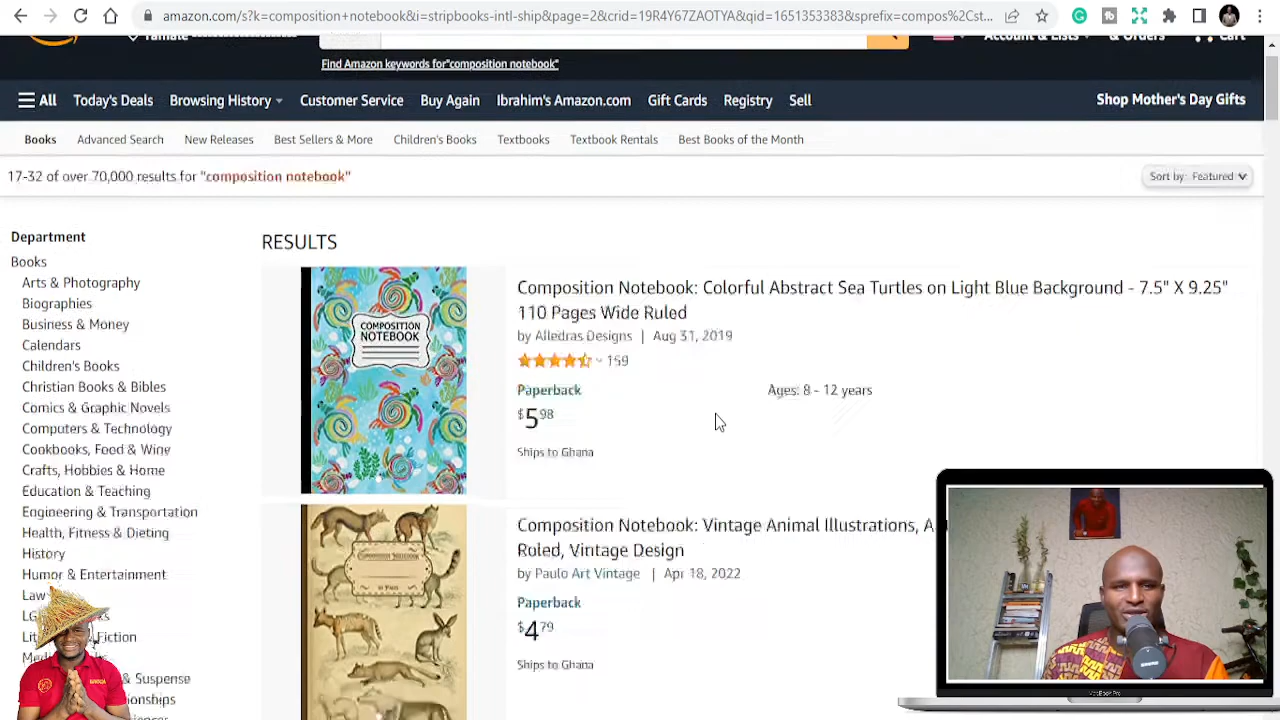 amazon.com/s?k=composition+notebook&i=stripbooks-intl-ship&page=2&crid=19R4Y67ZAOTYA&qid=1651353383&sprefix=compos%2Cst...
Tamale
Account & Lists
& Orders
Cart
Find Amazon keywords for"composition notebook"
All
Today's Deals
Browsing History
Customer Service
Buy Again
Ibrahim's Amazon.com
Gift Cards
Registry
Sell
Shop Mother's Day Gifts
Books
Advanced Search
New Releases
Best Sellers & More
Children's Books
Textbooks
Textbook Rentals
Best Books of the Month
17-32 of over 70,000 results for "composition notebook"
Sort by: Featured
Department
Books
Arts & Photography
Biographies
Business & Money
Calendars
Children's Books
Christian Books & Bibles
Comics & Graphic Novels
Computers & Technology
Cookbooks, Food & Wine
Crafts, Hobbies & Home
Education & Teaching
Engineering & Transportation
Health, Fitness & Dieting
History
Humor & Entertainment
Law
Fiction
& Suspense
RESULTS
COMPOSITION
NOTEBOOK
Composition Notebook: Colorful Abstract Sea Turtles on Light Blue Background - 7.5" X 9.25"
110 Pages Wide Ruled
by Alledras Designs | Aug 31, 2019
159
Paperback
Ages: 8 - 12 years
$5 98
Ships to Ghana
Composition Notebook: Vintage Animal Illustrations, A
Roled, Vintage Design
by Paulo Art Vintage | Apr 18, 2022
Paperback
$4 79
Ships to Ghana
MacBook Pro